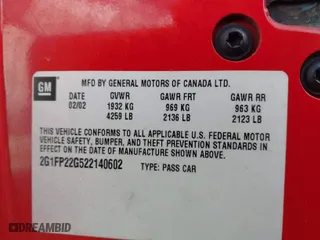 GM
MFD BY GENERAL MOTORS OF CANADA LTD.
DATE GVWR GAWR FRT GAWR RR
02/02 1932 KG 969 KG 963 KG
4259 LB 2136 LB 2123 LB
THIS VEHICLE CONFORMS TO ALL APPLICABLE U.S. FEDERAL MOTOR
VEHICLE SAFETY, BUMPER, AND THEFT PREVENTION STANDARDS IN
EFFECT ON THE DATE OF MANUFACTURE SHOWN ABOVE.
2G1FP22G522140602 TYPE: PASS CAR
DREAMBID.COM